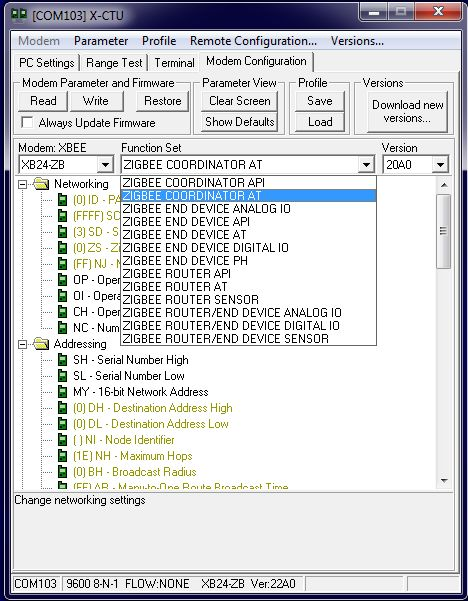 [COM103] X-CTU
Modem Parameter Profile Remote Configuration... Versions...
PC Settings Range Test Terminal Modem Configuration
Modem Parameter and Firmware Parameter View Profile Versions
Read Write Restore Clear Screen Save Download new versions...
Always Update Firmware Show Defaults Load
Modem: XBEE Function Set Version
XB24-ZB ZIGBEE COORDINATOR AT 20A0
ZIGBEE COORDINATOR API
ZIGBEE COORDINATOR AT
ZIGBEE END DEVICE ANALOG IO
ZIGBEE END DEVICE API
ZIGBEE END DEVICE AT
ZIGBEE END DEVICE DIGITAL IO
ZIGBEE END DEVICE PH
ZIGBEE ROUTER API
ZIGBEE ROUTER AT
ZIGBEE ROUTER SENSOR
ZIGBEE ROUTER/END DEVICE ANALOG IO
ZIGBEE ROUTER/END DEVICE DIGITAL IO
ZIGBEE ROUTER/END DEVICE SENSOR
Networking
(0) ID - PA
(FFFF) SC
(3) SD - S
(0) ZS - Z
(FF) NJ - N
OP - Oper
OI - Opera
CH - Oper
NC - Num
Addressing
SH - Serial Number High
SL - Serial Number Low
MY - 16-bit Network Address
(0) DH - Destination Address High
(0) DL - Destination Address Low
( ) NI - Node Identifier
(1E) NH - Maximum Hops
(0) BH - Broadcast Radius
(FF) AR - Many-to-One Route Broadcast Time
Change networking settings
COM103 9600 8-N-1 FLOW:NONE XB24-ZB Ver:22A0